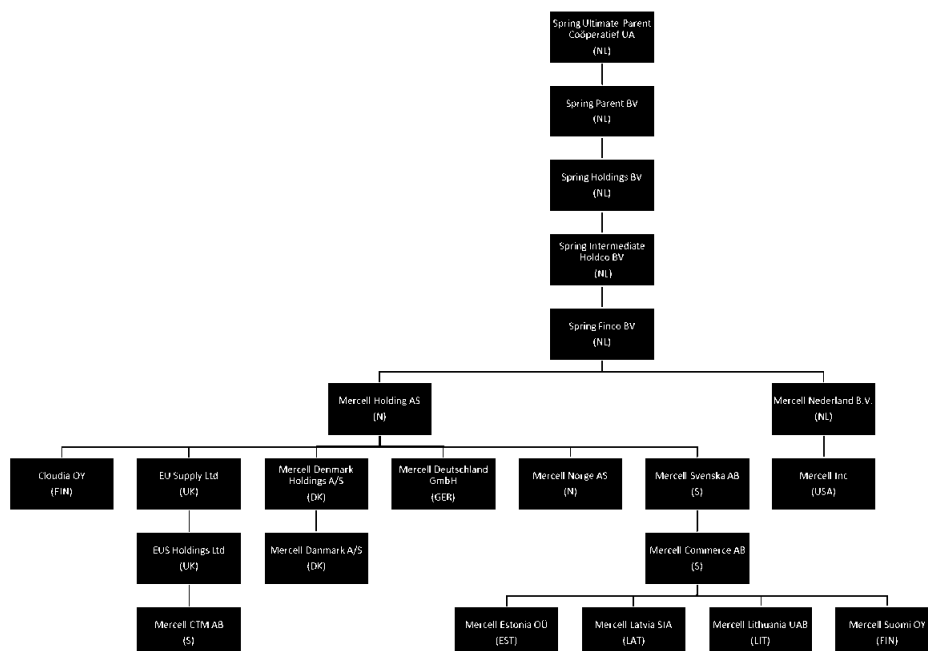 Spring Ultimate Parent
Coöperatief UA
(NL)
Spring Parent BV
(NL)
Spring Holdings BV
(NL)
Spring Intermediate
Holdco BV
(NL)
Spring Finco BV
(NL)
Mercell Holding AS
(N)
Mercell Nederland B.V.
(NL)
Cloudia OY
(FIN)
EU Supply Ltd
(UK)
Mercell Denmark
Holdings A/S
(DK)
Mercell Deutschland
GmbH
(GER)
Mercell Norge AS
(N)
Mercell Svenska AB
(S)
Mercell Inc
(USA)
EUS Holdings Ltd
(UK)
Mercell Danmark A/S
(DK)
Mercell Commerce AB
(S)
Mercell CTM AB
(S)
Mercell Estonia OÜ
(EST)
Mercell Latvia SIA
(LAT)
Mercell Lithuania UAB
(LIT)
Mercell Suomi OY
(FIN)